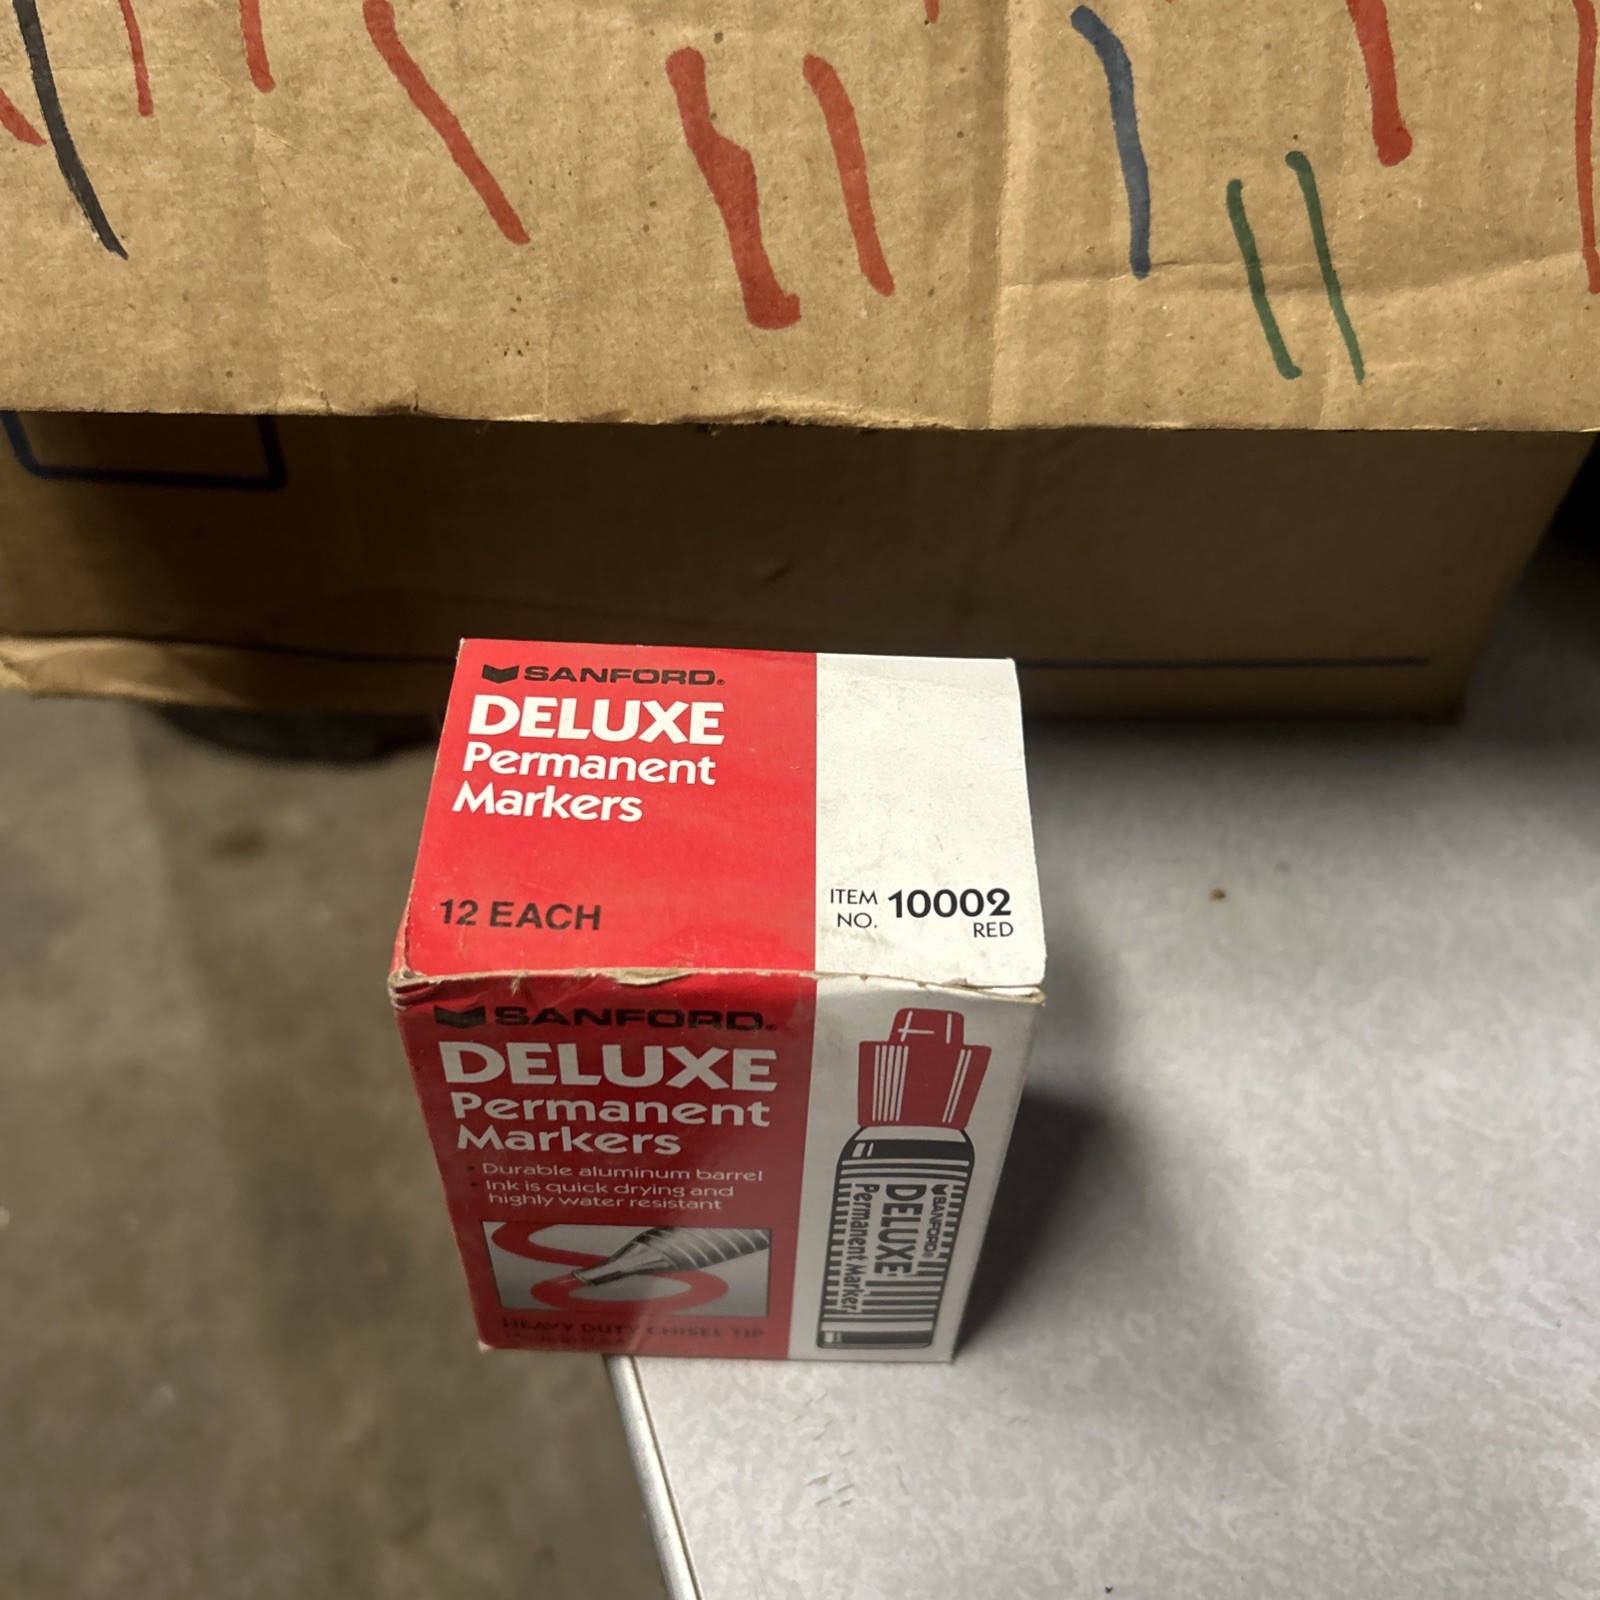 SANFORD®
DELUXE
Permanent
Markers
12 EACH
ITEM NO. 10002
RED
SANFORD®
DELUXE
Permanent
Markers
• Durable aluminum barrel
• Ink is quick drying and
highly water resistant
HEAVY DUTY CHISEL TIP
SANFORD®
DELUXE
Permanent Marker